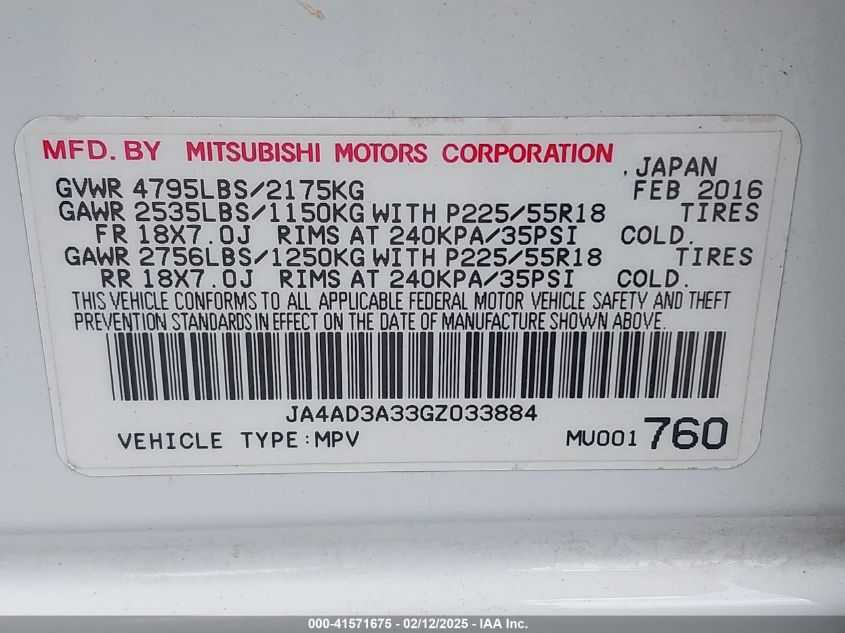 MFD. BY MITSUBISHI MOTORS CORPORATION
, JAPAN
GVWR 4795LBS/2175KG FEB 2016
GAWR 2535LBS/1150KG WITH P225/55R18 TIRES
FR 18X7.0J RIMS AT 240KPA/35PSI COLD.
GAWR 2756LBS/1250KG WITH P225/55R18 TIRES
RR 18X7.0J RIMS AT 240KPA/35PSI COLD.
THIS VEHICLE CONFORMS TO ALL APPLICABLE FEDERAL MOTOR VEHICLE SAFETY AND THEFT
PREVENTION STANDARDS IN EFFECT ON THE DATE OF MANUFACTURE SHOWN ABOVE.
JA4AD3A33GZ033884
VEHICLE TYPE:MPV MU001 760
000-41571675 - 02/12/2025 - IAA Inc.